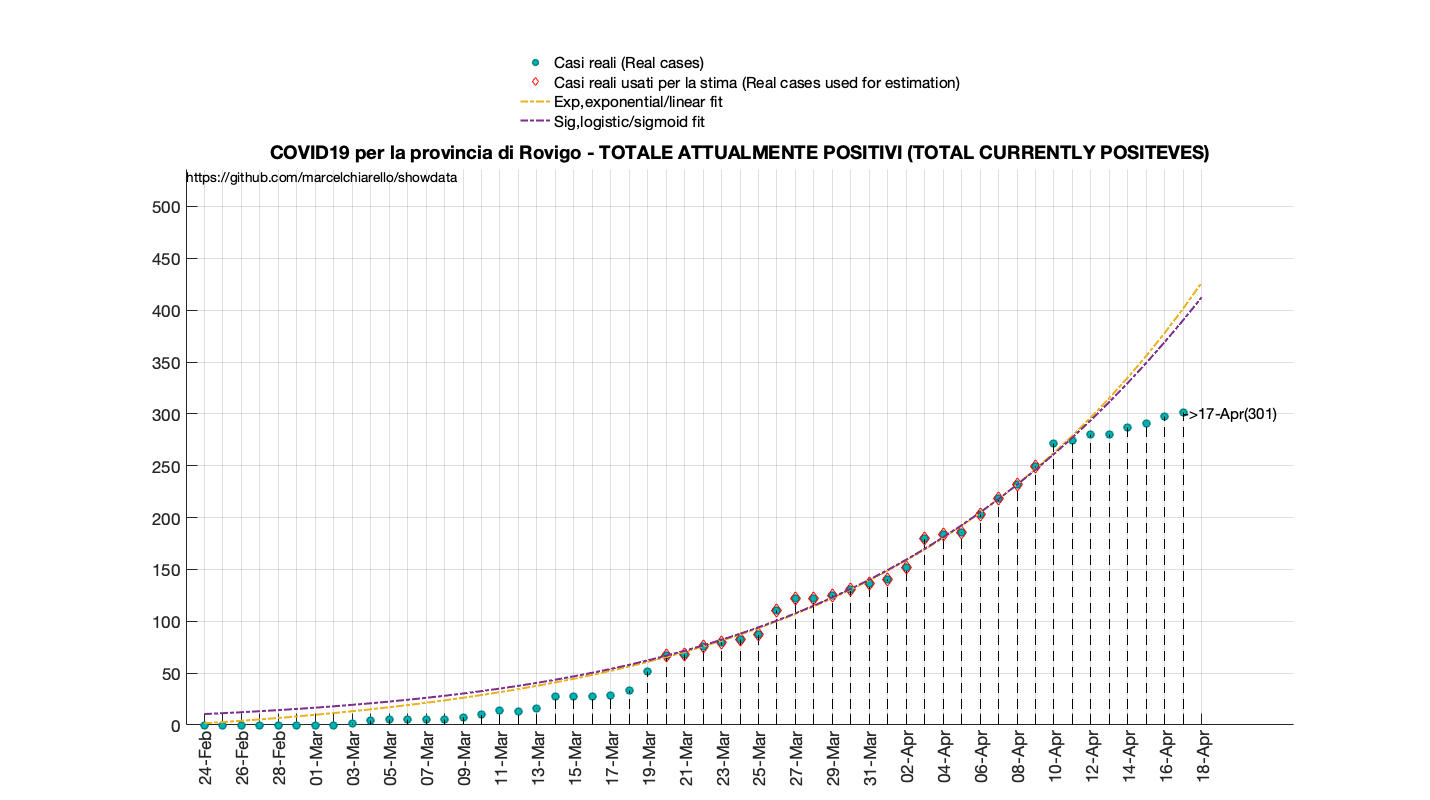 Casi reali (Real cases)
Casi reali usati per la stima (Real cases used for estimation)
Exp,exponential/linear fit
Sig,logistic/sigmoid fit
COVID19 per la provincia di Rovigo - TOTALE ATTUALMENTE POSITIVI (TOTAL CURRENTLY POSITEVES)
https://github.com/marcelchiarello/showdata
500
450
400
350
300
250
200
150
100
50
0
->17-Apr(301)
24-Feb
26-Feb
28-Feb
01-Mar
03-Mar
05-Mar
07-Mar
09-Mar
11-Mar
13-Mar
15-Mar
17-Mar
19-Mar
21-Mar
23-Mar
25-Mar
27-Mar
29-Mar
31-Mar
02-Apr
04-Apr
06-Apr
08-Apr
10-Apr
12-Apr
14-Apr
16-Apr
18-Apr